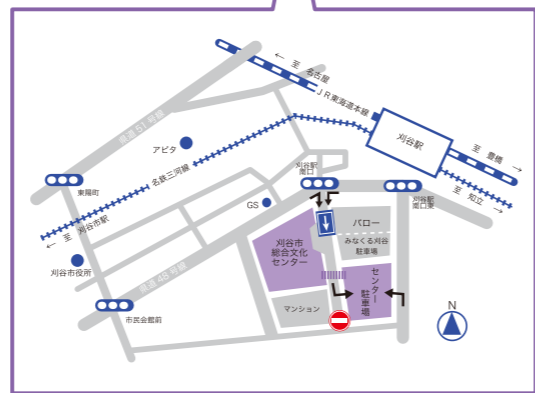 ← 至 名古屋
JR東海道本線
刈谷駅
至 豊橋 →
至 知立 →
県道51号線
アピタ
名鉄三河線
東陽町
← 至 刈谷市駅
刈谷市役所
GS
刈谷駅
南口
刈谷駅
南口東
県道48号線
市民会館前
刈谷市
総合文化
センター
バロー
みなくる刈谷
駐車場
センター
駐車場
マンション
N